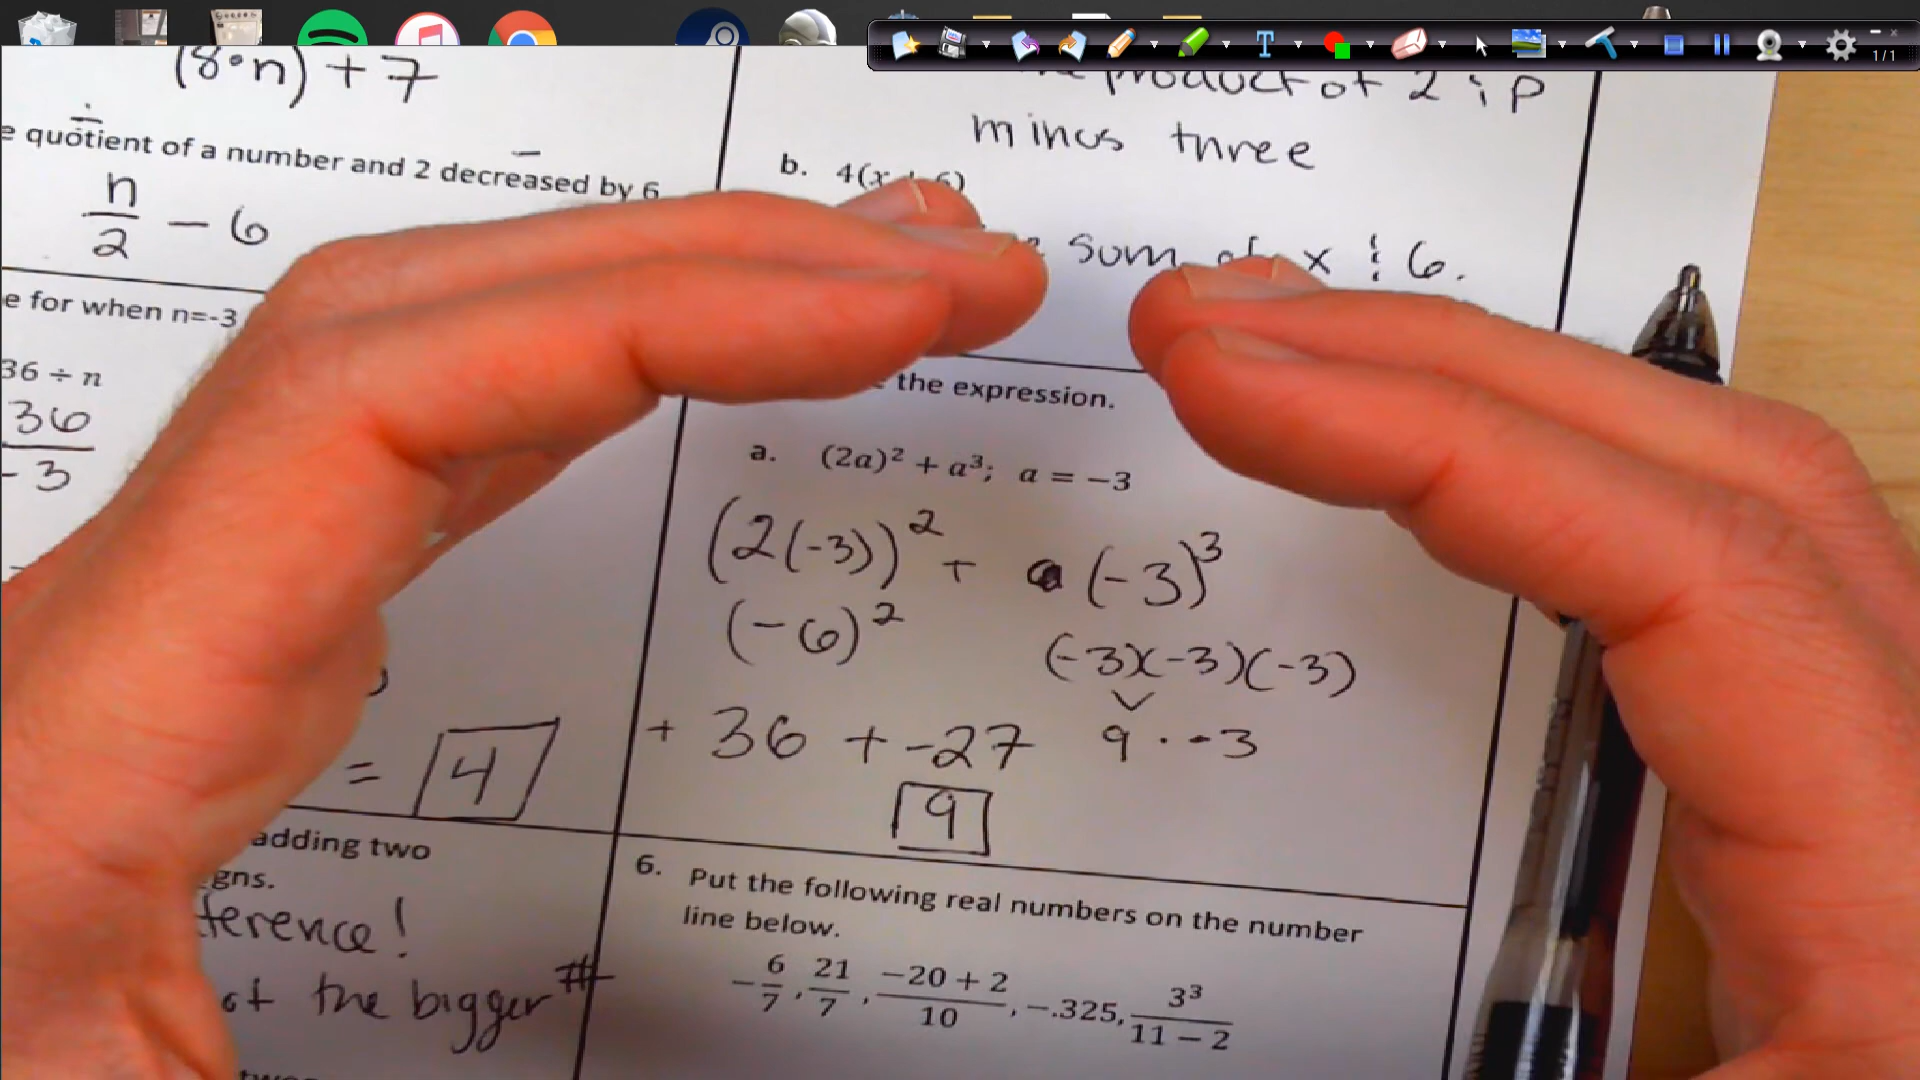 (8·n) + 7
product of 2 & p
minus three
e quotient of a number and 2 decreased by 6
n
2 - 6
b. 4(x + 6)
sum of x & 6.
e for when n=-3
36 ÷ n
36
-3
= 4
the expression.
a. (2a)² + a³; a = −3
(2(-3))² + (-3)³
(-6)² (-3)(-3)(-3)
+ 36 + -27 9 · -3
9
adding two
gns.
ference!
of the bigger #
6. Put the following real numbers on the number
line below.
−6/7, 21/7, (−20 + 2)/10, −.325, 3³/(11 − 2)
1/1